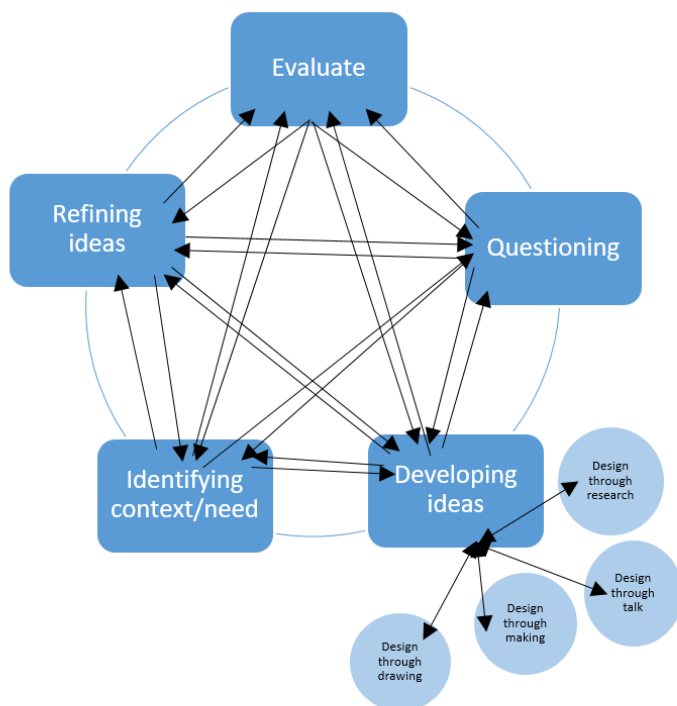 Evaluate
Refining
ideas
Questioning
Identifying
context/need
Developing
ideas
Design
through
research
Design
through
talk
Design
through
making
Design
through
drawing